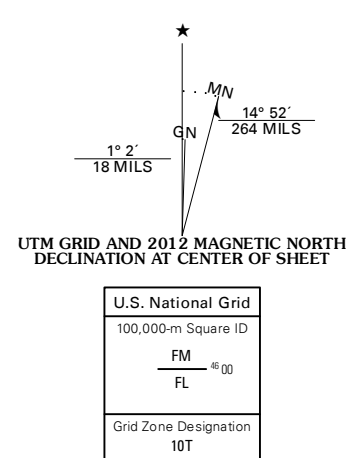 ★
MN
14° 52´
264 MILS
GN
1° 2´
18 MILS
UTM GRID AND 2012 MAGNETIC NORTH
DECLINATION AT CENTER OF SHEET
U.S. National Grid
100,000-m Square ID
FM
46 00
FL
Grid Zone Designation
10T